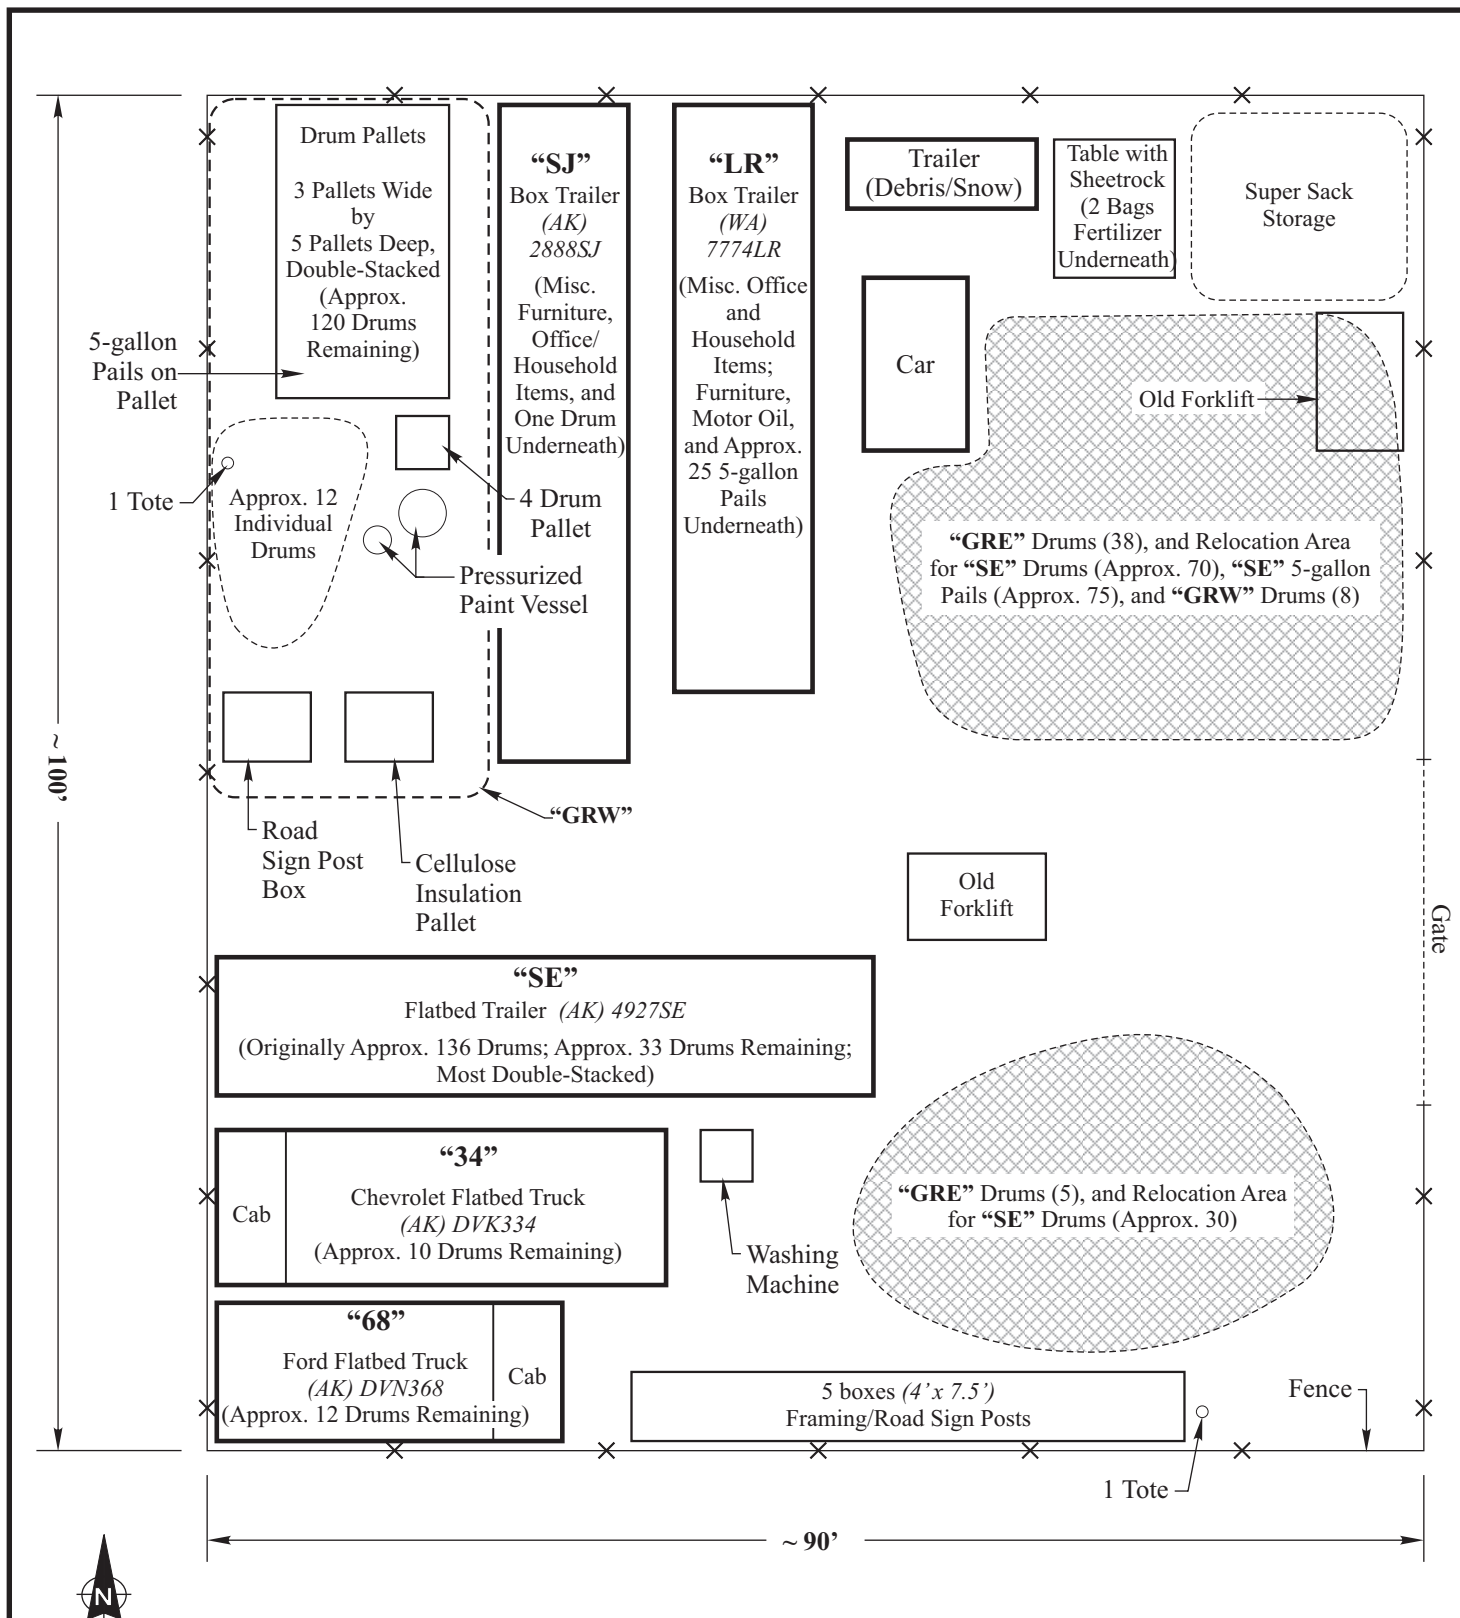 Drum Pallets
3 Pallets Wide
by
5 Pallets Deep,
Double-Stacked
(Approx.
120 Drums
Remaining)
5-gallon
Pails on
Pallet
1 Tote
Approx. 12
Individual
Drums
4 Drum
Pallet
Pressurized
Paint Vessel
“SJ”
Box Trailer
(AK)
2888SJ
(Misc.
Furniture,
Office/
Household
Items, and
One Drum
Underneath)
“LR”
Box Trailer
(WA)
7774LR
(Misc. Office
and
Household
Items;
Furniture,
Motor Oil,
and Approx.
25 5-gallon
Pails
Underneath)
Trailer
(Debris/Snow)
Table with
Sheetrock
(2 Bags
Fertilizer
Underneath)
Super Sack
Storage
Car
Old Forklift
“GRE” Drums (38), and Relocation Area
for “SE” Drums (Approx. 70), “SE” 5-gallon
Pails (Approx. 75), and “GRW” Drums (8)
~ 100’
“GRW”
Road
Sign Post
Box
Cellulose
Insulation
Pallet
Old
Forklift
Gate
“SE”
Flatbed Trailer (AK) 4927SE
(Originally Approx. 136 Drums; Approx. 33 Drums Remaining;
Most Double-Stacked)
Cab
“34”
Chevrolet Flatbed Truck
(AK) DVK334
(Approx. 10 Drums Remaining)
Washing
Machine
“GRE” Drums (5), and Relocation Area
for “SE” Drums (Approx. 30)
“68”
Ford Flatbed Truck
(AK) DVN368
(Approx. 12 Drums Remaining)
Cab
5 boxes (4’ x 7.5’)
Framing/Road Sign Posts
Fence
1 Tote
~ 90’
N